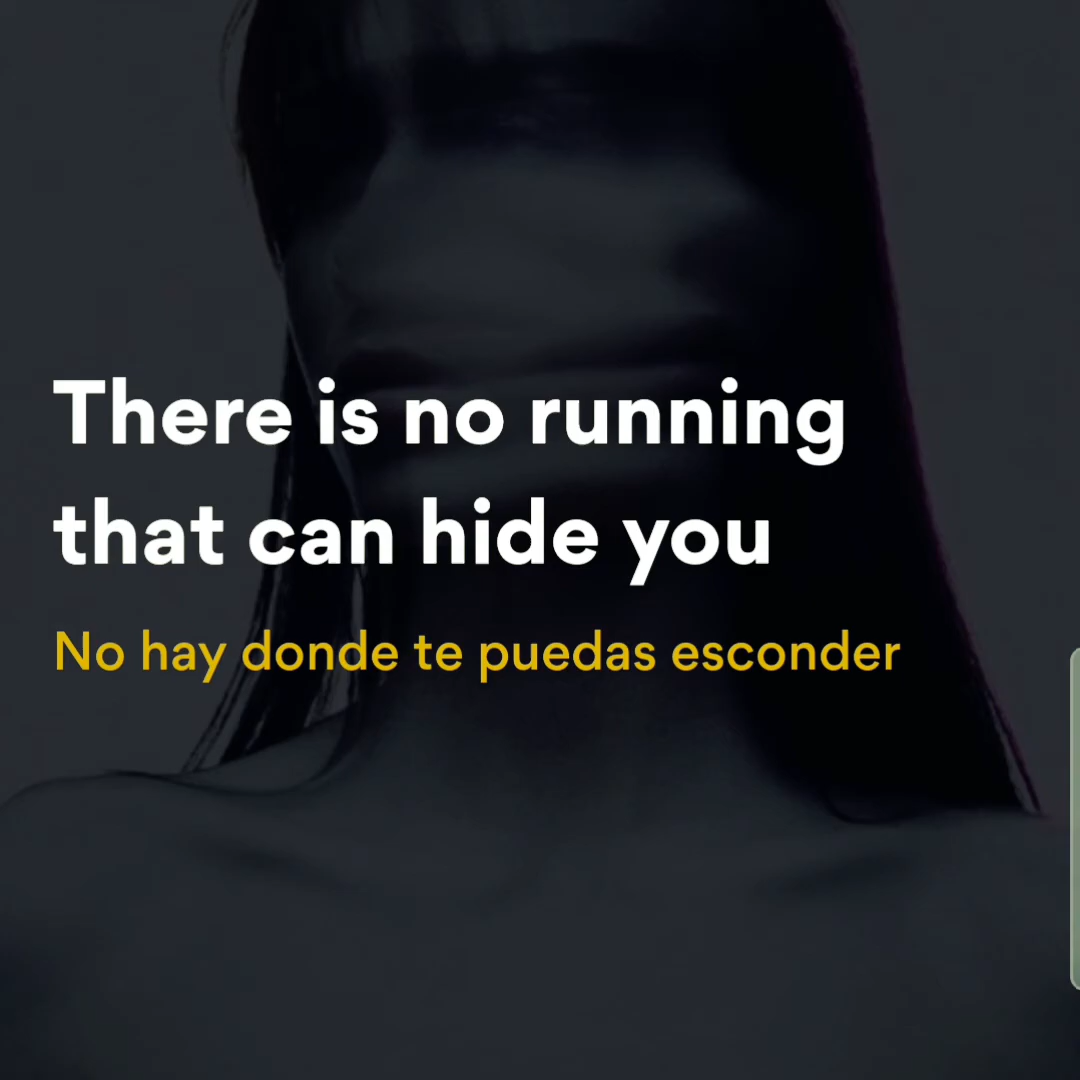 There is no running
that can hide you
No hay donde te puedas esconder